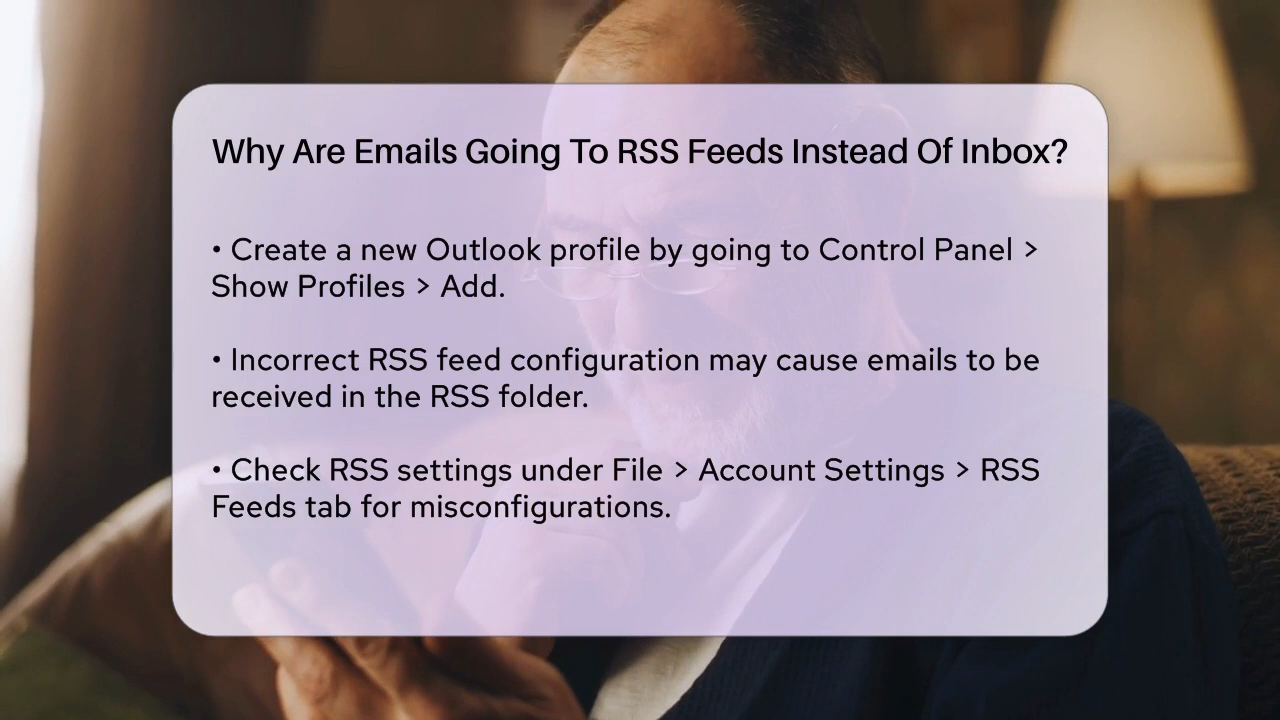 Why Are Emails Going To RSS Feeds Instead Of Inbox?
• Create a new Outlook profile by going to Control Panel >
Show Profiles > Add.
• Incorrect RSS feed configuration may cause emails to be
received in the RSS folder.
• Check RSS settings under File > Account Settings > RSS
Feeds tab for misconfigurations.